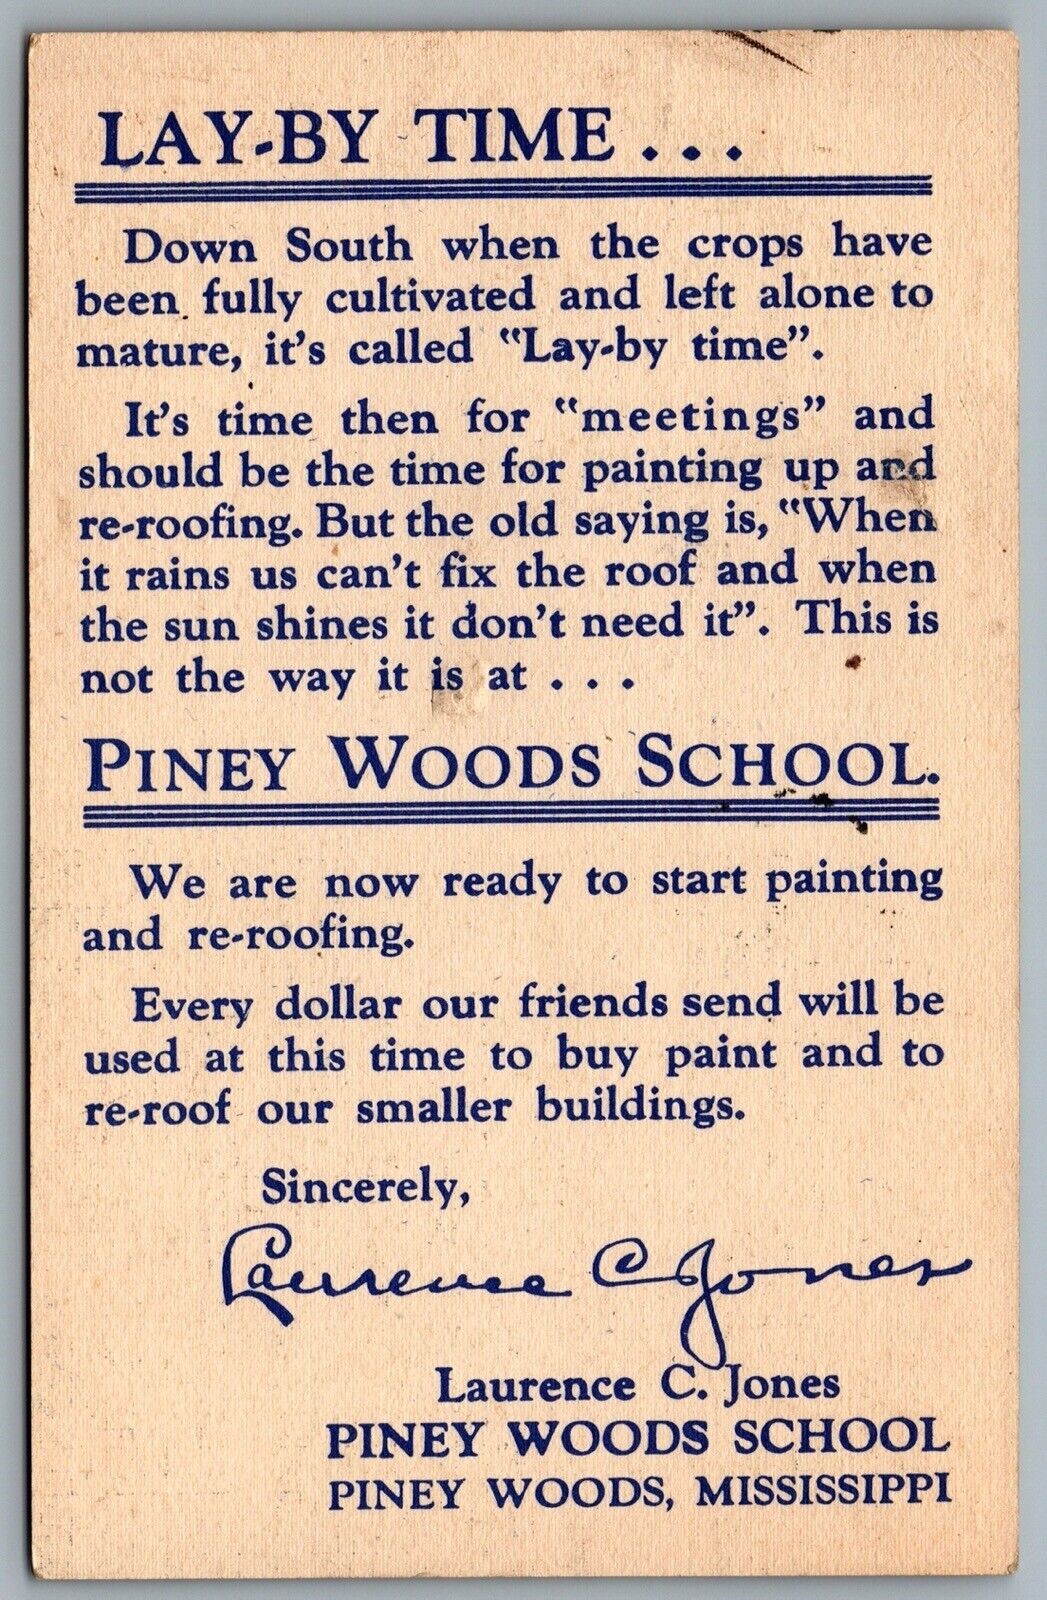 LAY-BY TIME . . .
Down South when the crops have
been fully cultivated and left alone to
mature, it's called "Lay-by time".
It's time then for "meetings" and
should be the time for painting up and
re-roofing. But the old saying is, "When
it rains us can't fix the roof and when
the sun shines it don't need it". This is
not the way it is at . . .
PINEY WOODS SCHOOL.
We are now ready to start painting
and re-roofing.
Every dollar our friends send will be
used at this time to buy paint and to
re-roof our smaller buildings.
Sincerely,
Laurence C. Jones
Laurence C. Jones
PINEY WOODS SCHOOL
PINEY WOODS, MISSISSIPPI